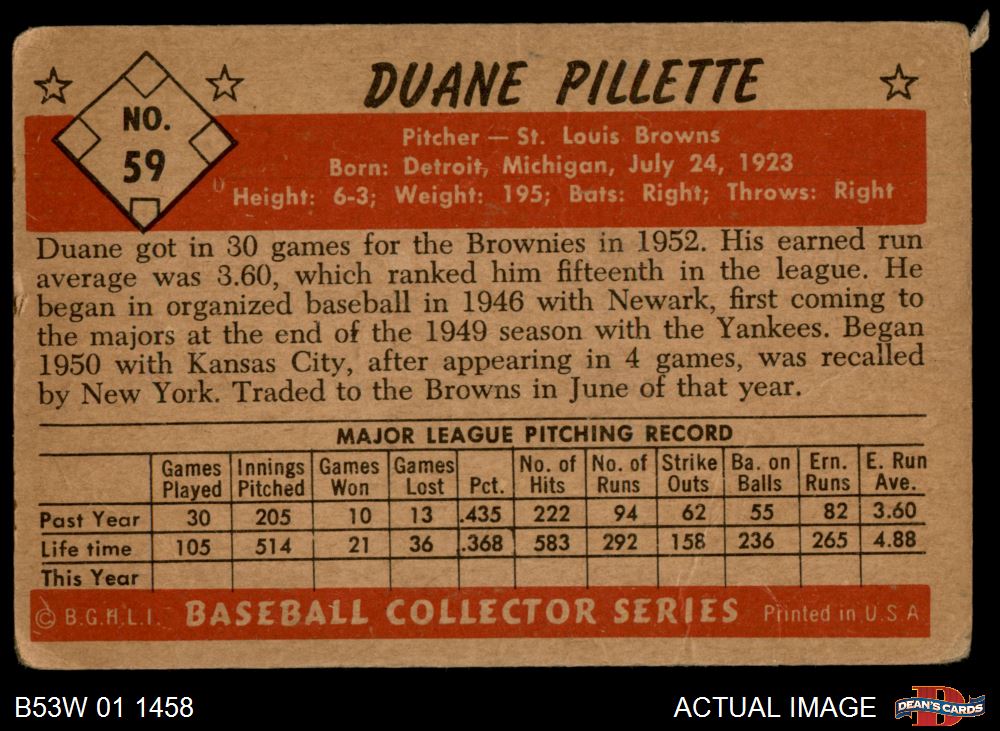 DUANE PILLETTE
NO.
59
Pitcher — St. Louis Browns
Born: Detroit, Michigan, July 24, 1923
Height: 6-3; Weight: 195; Bats: Right; Throws: Right
Duane got in 30 games for the Brownies in 1952. His earned run
average was 3.60, which ranked him fifteenth in the league. He
began in organized baseball in 1946 with Newark, first coming to
the majors at the end of the 1949 season with the Yankees. Began
1950 with Kansas City, after appearing in 4 games, was recalled
by New York. Traded to the Browns in June of that year.
MAJOR LEAGUE PITCHING RECORD
Games Played Innings Pitched Games Won Games Lost Pct. No. of Hits No. of Runs Strike Outs Ba. on Balls Ern. Runs E. Run Ave.
Past Year 30 205 10 13 .435 222 94 62 55 82 3.60
Life time 105 514 21 36 .368 583 292 158 236 265 4.88
This Year
© B.G.H.L.I. BASEBALL COLLECTOR SERIES Printed in U.S.A
B53W 01 1458
ACTUAL IMAGE
D
DEAN'S CARDS